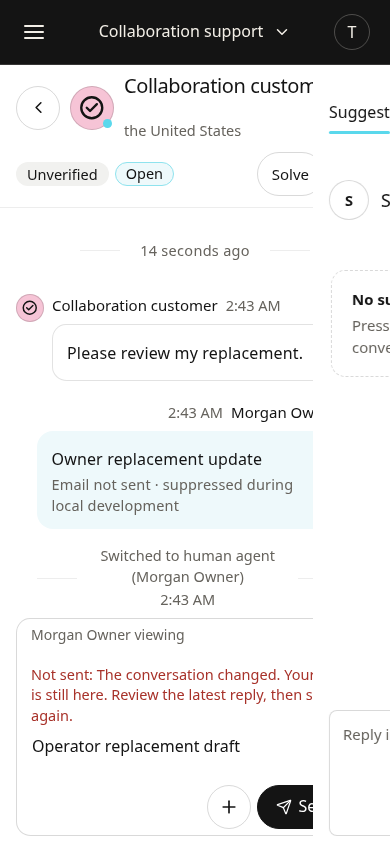 Collaboration support
T
Collaboration custom
the United States
Unverified
Open
Solve
14 seconds ago
Collaboration customer 2:43 AM
Please review my replacement.
2:43 AM Morgan Ow
Owner replacement update
Email not sent · suppressed during
local development
Switched to human agent
(Morgan Owner)
2:43 AM
Morgan Owner viewing
Not sent: The conversation changed. Your
is still here. Review the latest reply, then s
again.
Operator replacement draft
Se
Suggest
S
S
No su
Press
conve
Reply i